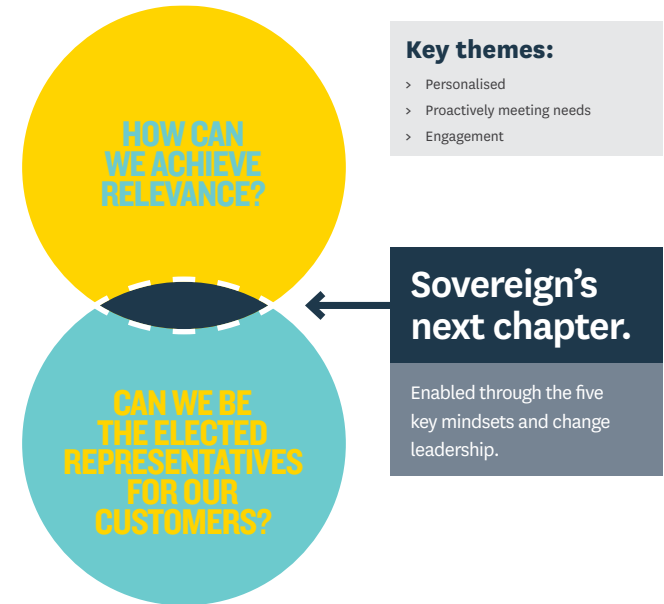 HOW CAN
WE ACHIEVE
RELEVANCE?
Key themes:
> Personalised
> Proactively meeting needs
> Engagement
Sovereign’s
next chapter.
Enabled through the five
key mindsets and change
leadership.
CAN WE BE
THE ELECTED
REPRESENTATIVES
FOR OUR
CUSTOMERS?